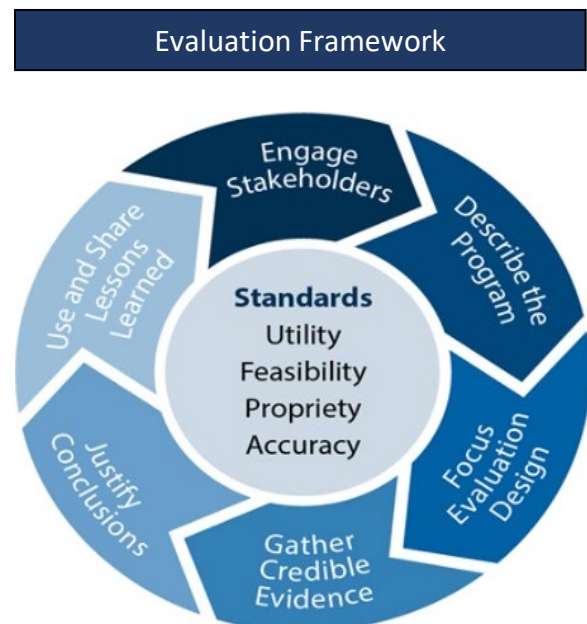 Evaluation Framework
Engage
Stakeholders
Describe the
Program
Focus
Evaluation
Design
Gather
Credible
Evidence
Justify
Conclusions
Use and Share
Lessons
Learned
Standards
Utility
Feasibility
Propriety
Accuracy